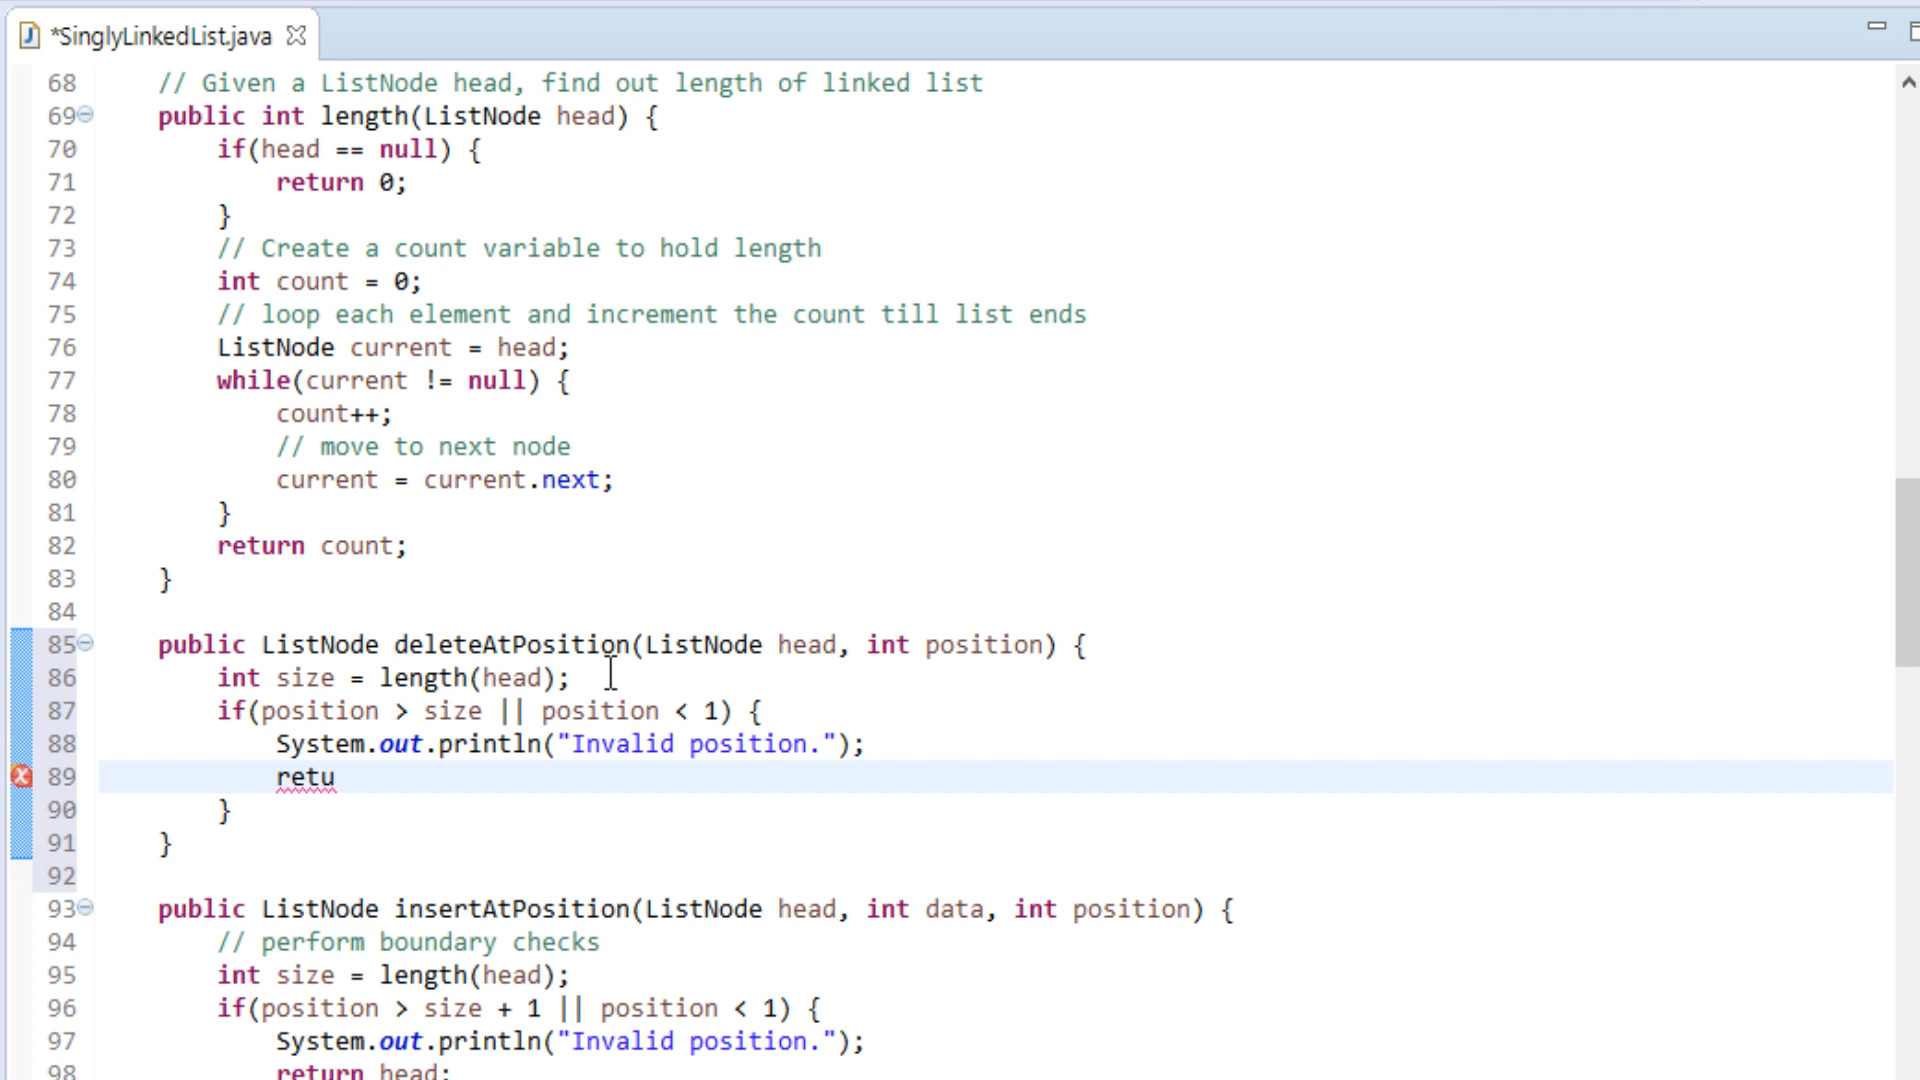 *SinglyLinkedList.java
68 // Given a ListNode head, find out length of linked list
69 public int length(ListNode head) {
70 if(head == null) {
71 return 0;
72 }
73 // Create a count variable to hold length
74 int count = 0;
75 // loop each element and increment the count till list ends
76 ListNode current = head;
77 while(current != null) {
78 count++;
79 // move to next node
80 current = current.next;
81 }
82 return count;
83 }
84
85 public ListNode deleteAtPosition(ListNode head, int position) {
86 int size = length(head);
87 if(position > size || position < 1) {
88 System.out.println("Invalid position.");
89 retu
90 }
91 }
92
93 public ListNode insertAtPosition(ListNode head, int data, int position) {
94 // perform boundary checks
95 int size = length(head);
96 if(position > size + 1 || position < 1) {
97 System.out.println("Invalid position.");
98 return head;